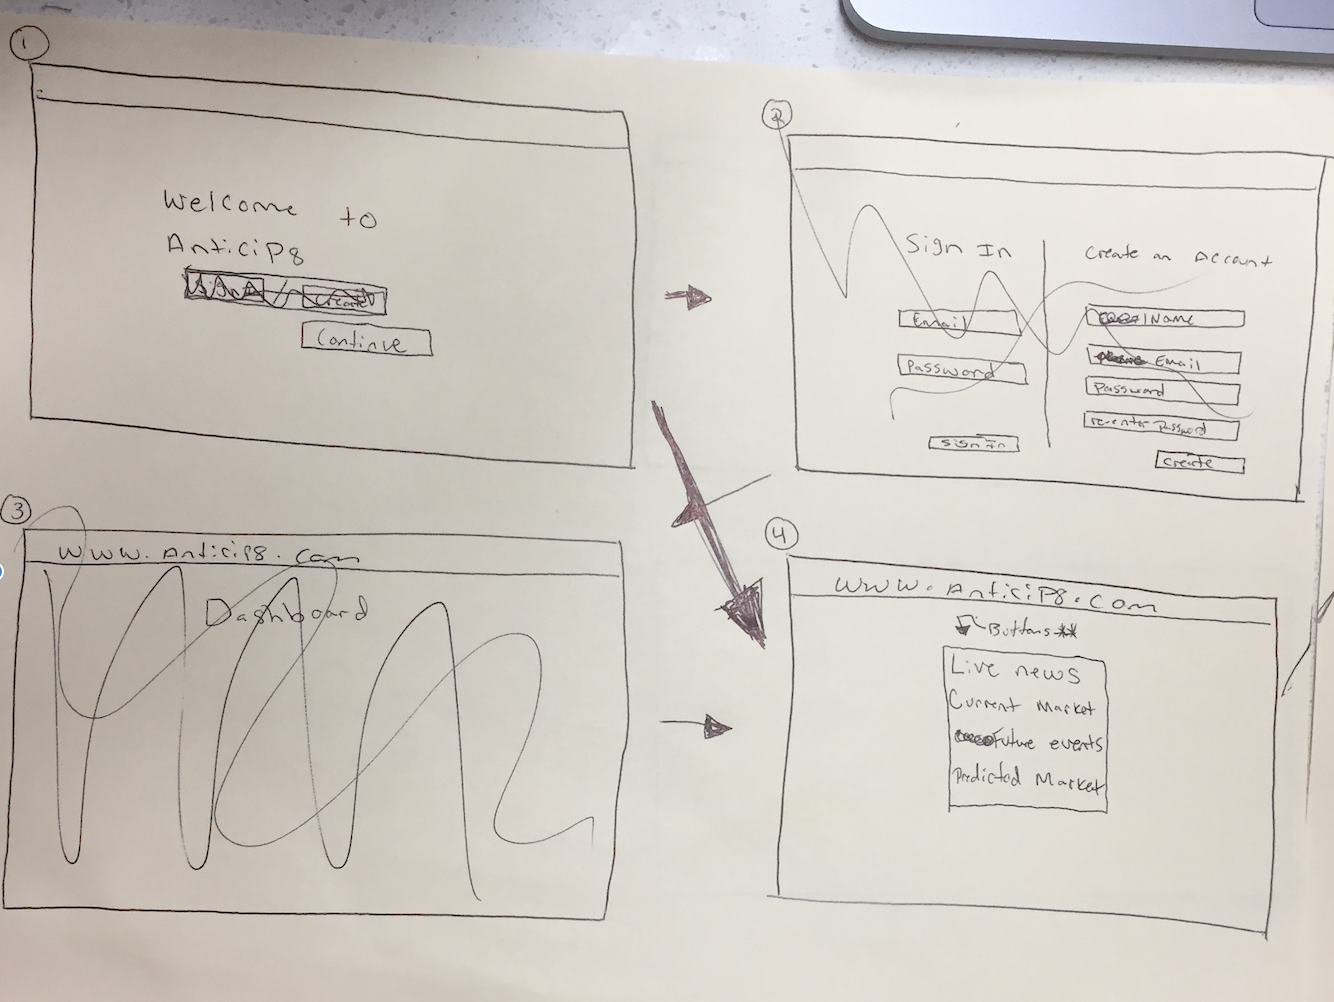 1
Welcome to
AnticiP8
Create
Continue
2
Sign In
Email
Password
Sign in
Create an Account
Name
Email
Password
re-enter Password
Create
3
www.Anticip8.com
Dashboard
4
www.AnticiP8.com
Buttons**
Live news
Current Market
Future events
Predicted Market